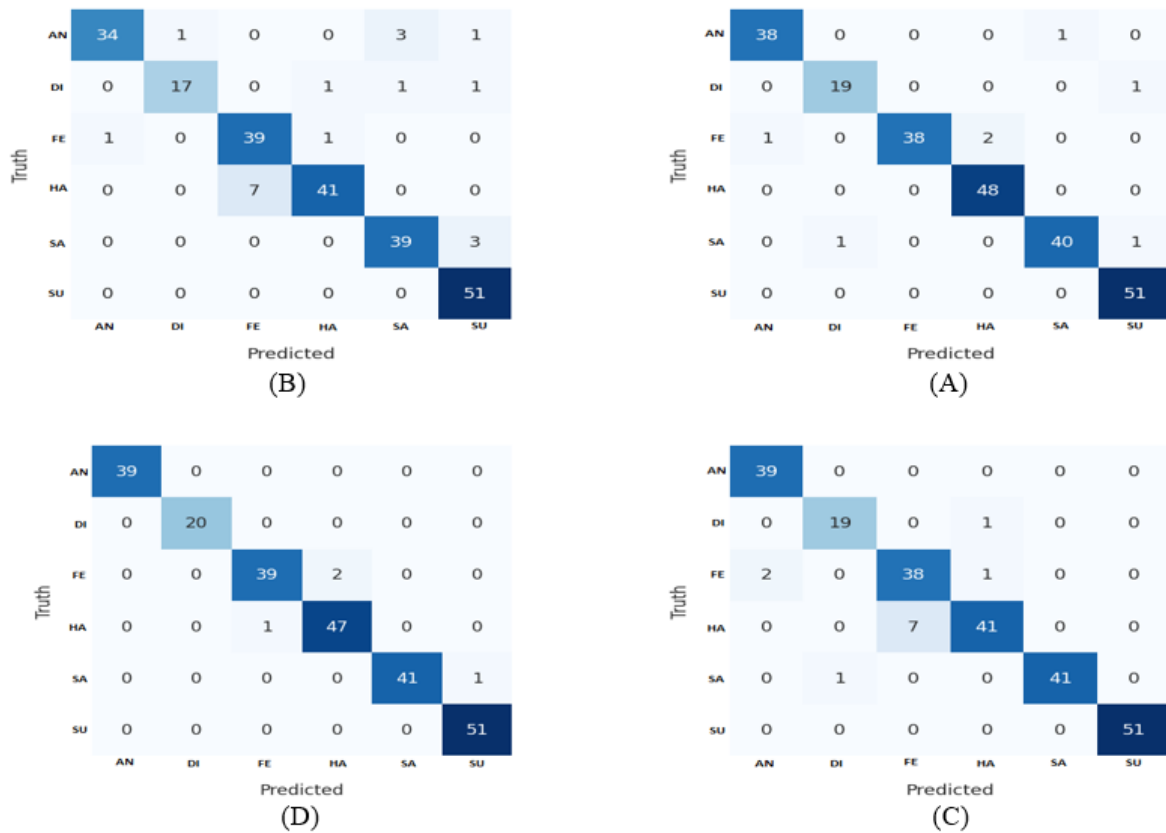 AN 34 1 0 0 3 1
DI 0 17 0 1 1 1
FE 1 0 39 1 0 0
HA 0 0 7 41 0 0
SA 0 0 0 0 39 3
SU 0 0 0 0 0 51
Truth
AN DI FE HA SA SU
Predicted
(B)
AN 38 0 0 0 1 0
DI 0 19 0 0 0 1
FE 1 0 38 2 0 0
HA 0 0 0 48 0 0
SA 0 1 0 0 40 1
SU 0 0 0 0 0 51
Truth
AN DI FE HA SA SU
Predicted
(A)
AN 39 0 0 0 0 0
DI 0 20 0 0 0 0
FE 0 0 39 2 0 0
HA 0 0 1 47 0 0
SA 0 0 0 0 41 1
SU 0 0 0 0 0 51
Truth
AN DI FE HA SA SU
Predicted
(D)
AN 39 0 0 0 0 0
DI 0 19 0 1 0 0
FE 2 0 38 1 0 0
HA 0 0 7 41 0 0
SA 0 1 0 0 41 0
SU 0 0 0 0 0 51
Truth
AN DI FE HA SA SU
Predicted
(C)